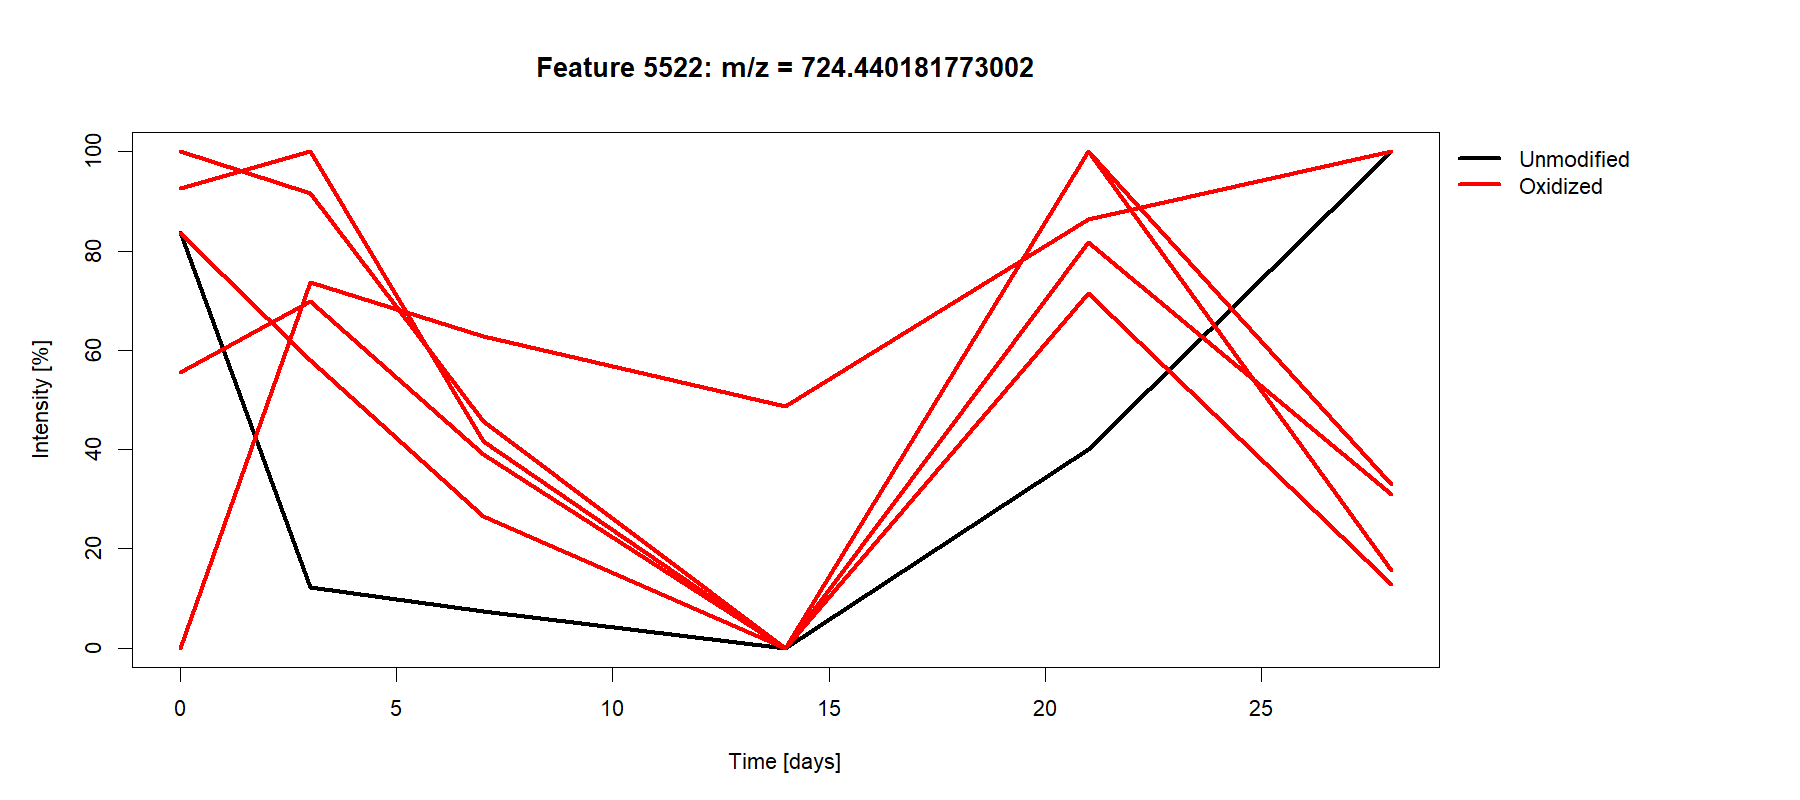 Feature 5522: m/z = 724.440181773002
Unmodified
Oxidized
Intensity [%]
100
80
60
40
20
0
0 5 10 15 20 25
Time [days]